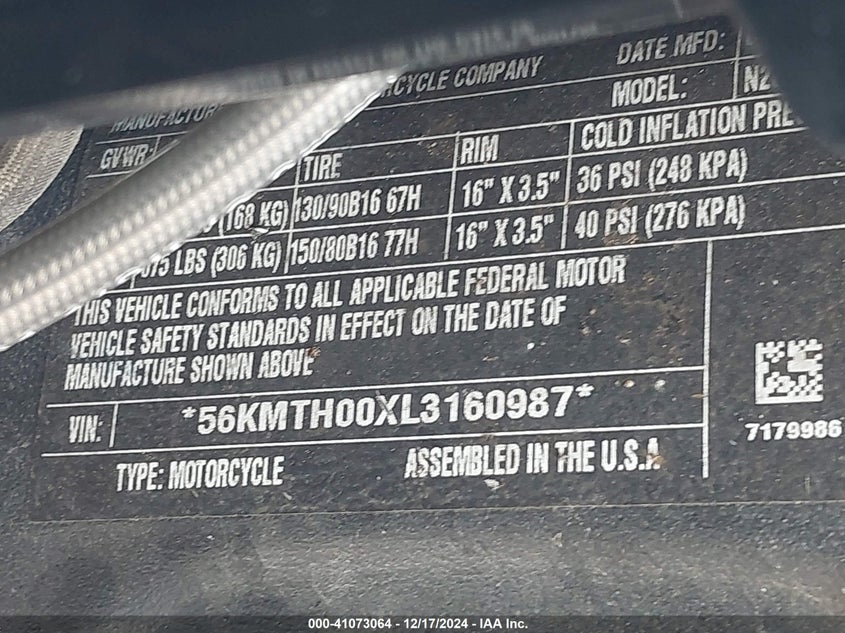 DATE MFD:
MANUFACTUR RCYCLE COMPANY
MODEL: N2
GVWR: TIRE RIM COLD INFLATION PRE
(168 KG) 130/90B16 67H 16" X 3.5" 36 PSI (248 KPA)
675 LBS (306 KG) 150/80B16 77H 16" X 3.5" 40 PSI (276 KPA)
THIS VEHICLE CONFORMS TO ALL APPLICABLE FEDERAL MOTOR
VEHICLE SAFETY STANDARDS IN EFFECT ON THE DATE OF
MANUFACTURE SHOWN ABOVE
VIN: *56KMTH00XL3160987*
7179986
TYPE: MOTORCYCLE ASSEMBLED IN THE U.S.A
000-41073064 - 12/17/2024 - IAA Inc.